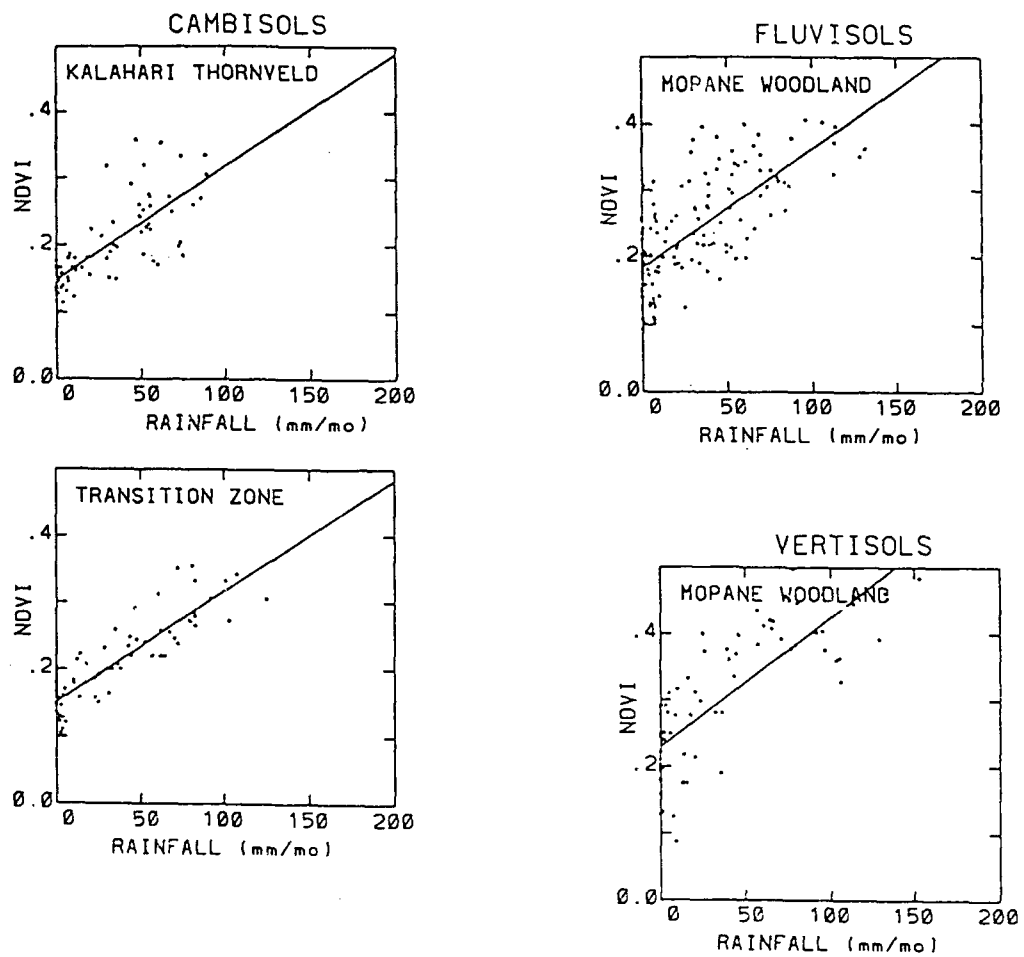 CAMBISOLS
KALAHARI THORNVELD
.4
.2
0.0
NDVI
0 50 100 150 200
RAINFALL (mm/mo)
TRANSITION ZONE
.4
.2
0.0
NDVI
0 50 100 150 200
RAINFALL (mm/mo)
FLUVISOLS
MOPANE WOODLAND
.4
.2
0.0
NDVI
0 50 100 150 200
RAINFALL (mm/mo)
VERTISOLS
MOPANE WOODLAND
.4
.2
0.0
NDVI
0 50 100 150 200
RAINFALL (mm/mo)